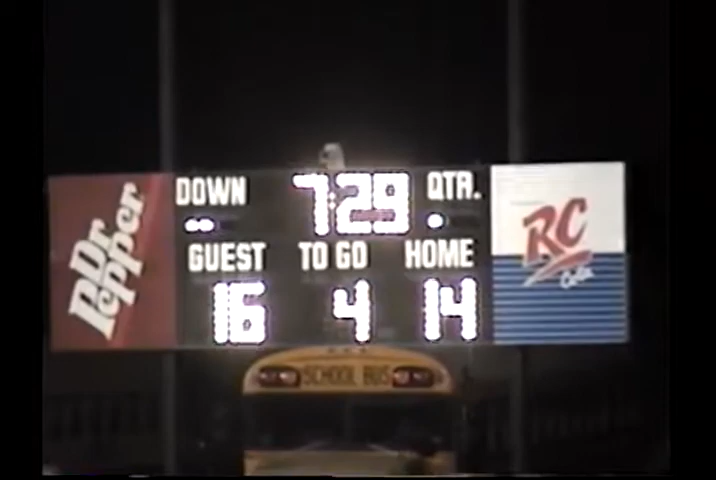 DOWN 7:29 QTR.
GUEST TO GO HOME
16 4 14
Dr Pepper
RC
Cola
SCHOOL BUS